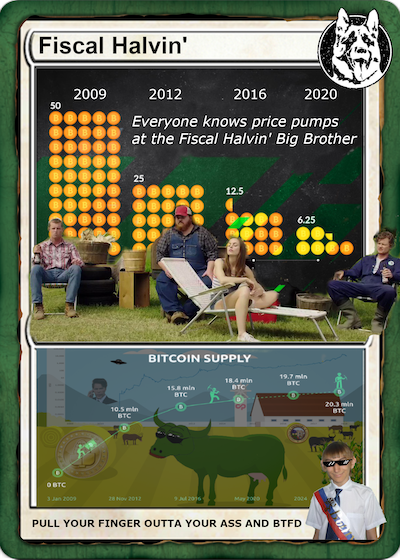 Fiscal Halvin'
2009 2012 2016 2020
50
Everyone knows price pumps
at the Fiscal Halvin' Big Brother
25
12.5
6.25
BITCOIN SUPPLY
19.7 mln
BTC
18.4 mln
BTC
15.8 mln
BTC
10.5 mln
BTC
20.3 mln
BTC
0 BTC
3 Jan 2009 28 Nov 2012 9 Jul 2016 May 2020 2024
PULL YOUR FINGER OUTTA YOUR ASS AND BTFD